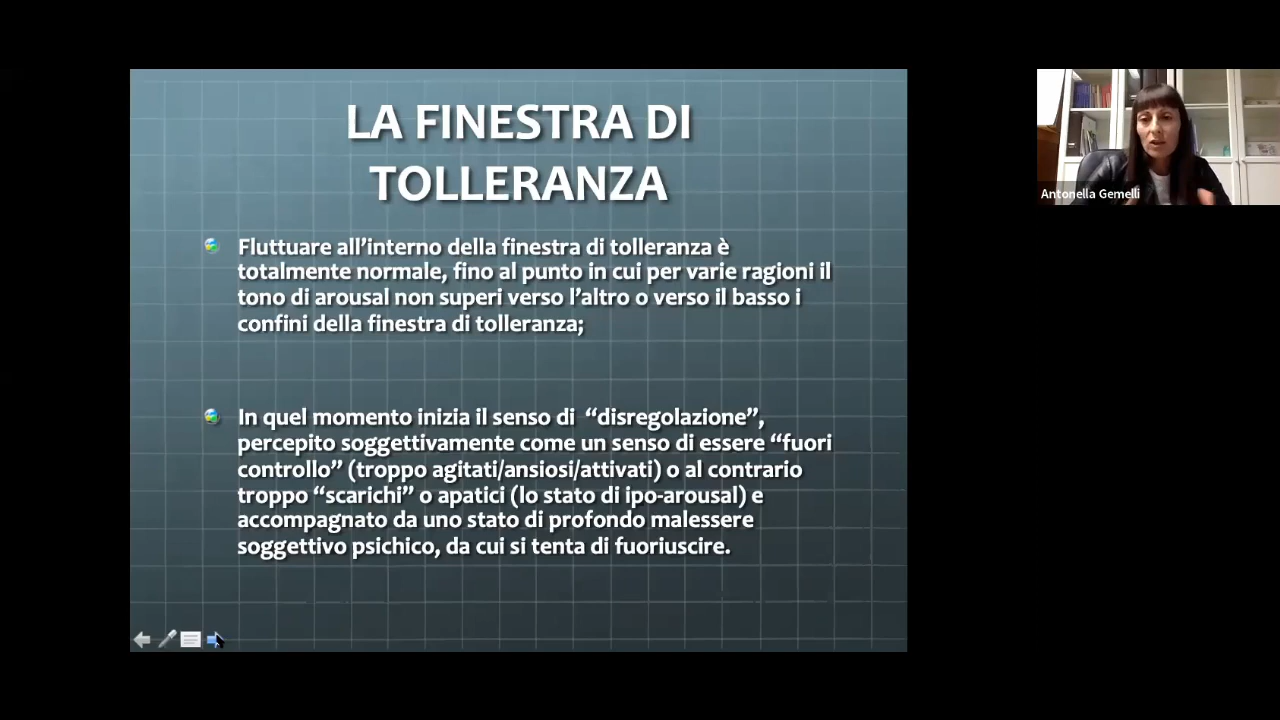 LA FINESTRA DI
TOLLERANZA
Fluttuare all’interno della finestra di tolleranza è
totalmente normale, fino al punto in cui per varie ragioni il
tono di arousal non superi verso l’altro o verso il basso i
confini della finestra di tolleranza;
In quel momento inizia il senso di “disregolazione”,
percepito soggettivamente come un senso di essere “fuori
controllo” (troppo agitati/ansiosi/attivati) o al contrario
troppo “scarichi” o apatici (lo stato di ipo-arousal) e
accompagnato da uno stato di profondo malessere
soggettivo psichico, da cui si tenta di fuoriuscire.
Antonella Gemelli